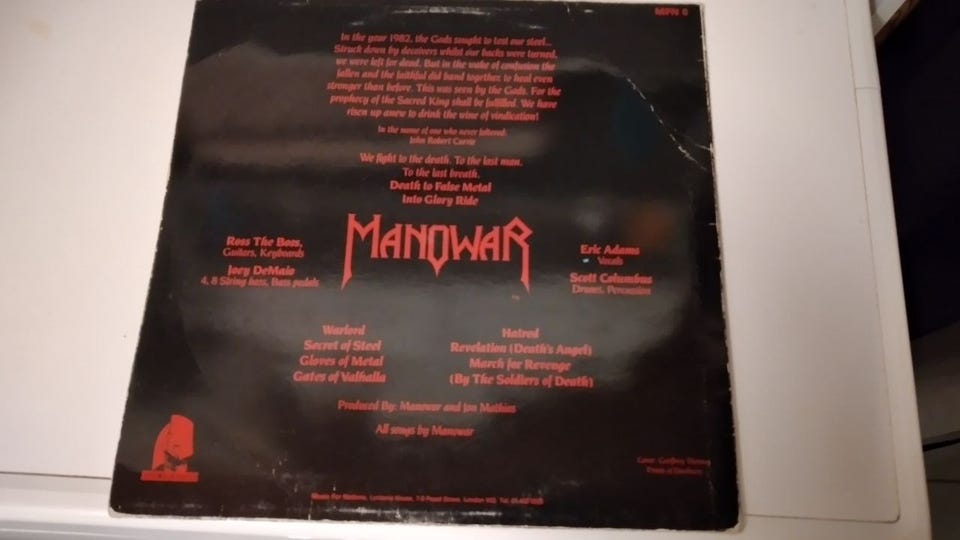 MFN 6
In the year 1982, the Gods sought to test our steel...
Struck down by deceivers whilst our backs were turned,
we were left for dead. But in the wake of confusion the
fallen and the faithful did band together, to heal even
stronger than before. This was seen by the Gods. For the
prophecy of the Sacred King shall be fulfilled. We have
risen up anew to drink the wine of vindication!
In the name of one who never faltered
John Robert Currie
We fight to the death. To the last man.
To the last breath.
Death to False Metal
Into Glory Ride
MANOWAR
Ross The Boss,
Guitars, Keyboards
Joey DeMaio
4, 8 String bass, Bass pedals
Eric Adams
Vocals
Scott Columbus
Drums, Percussion
Warlord
Secret of Steel
Gloves of Metal
Gates of Valhalla
Hatred
Revelation (Death's Angel)
March for Revenge
(By The Soldiers of Death)
Produced By: Manowar and Jon Mathias
All songs by Manowar
Cover: Geoffrey
Music For Nations, London